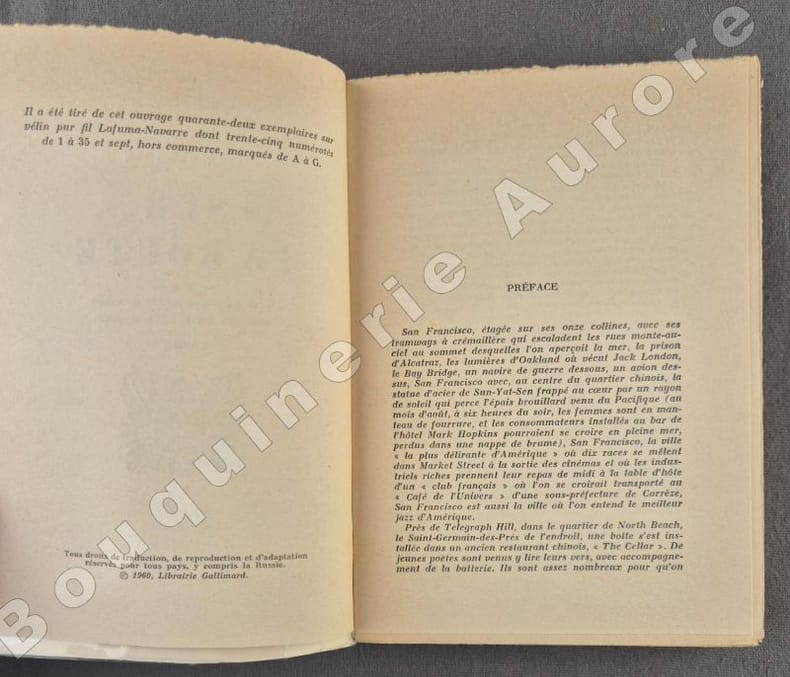 Il a été tiré de cet ouvrage quarante-deux exemplaires sur
vélin pur fil Lafuma-Navarre dont trente-cinq numérotés
de 1 à 35 et sept, hors commerce, marqués de A à G.
Tous droits de traduction, de reproduction et d'adaptation
réservés pour tous pays, y compris la Russie.
© 1960, Librairie Gallimard.
PRÉFACE
San Francisco, étagée sur ses onze collines, avec ses
tramways à crémaillère qui escaladent les rues monte-au-
ciel au sommet desquelles l'on aperçoit la mer, la prison
d'Alcatraz, les lumières d'Oakland où vécut Jack London,
le Bay Bridge, un navire de guerre dessous, un avion des-
sus, San Francisco avec, au centre du quartier chinois, la
statue d'acier de Sun-Yat-Sen frappé au cœur par un rayon
de soleil qui perce l'épais brouillard venu du Pacifique (au
mois d'août, à six heures du soir, les femmes sont en man-
teau de fourrure, et les consommateurs installés au bar de
l'hôtel Mark Hopkins pourraient se croire en pleine mer,
perdus dans une nappe de brume), San Francisco, la ville
« la plus délirante d'Amérique » où dix races se mêlent
dans Market Street à la sortie des cinémas et où les indus-
triels riches prennent leur repas de midi à la table d'hôte
d'un « club français » où l'on se croirait transporté au
« Café de l'Univers » d'une sous-préfecture de Corrèze,
San Francisco est aussi la ville où l'on entend le meilleur
jazz d'Amérique.
Près de Telegraph Hill, dans le quartier de North Beach,
le Saint-Germain-des-Prés de l'endroit, une boîte s'est ins-
tallée dans un ancien restaurant chinois, « The Cellar ». De
jeunes poètes sont venus y lire leurs vers, avec accompagne-
ment de la batterie. Ils sont assez nombreux pour qu'on
Bouquinerie Aurore